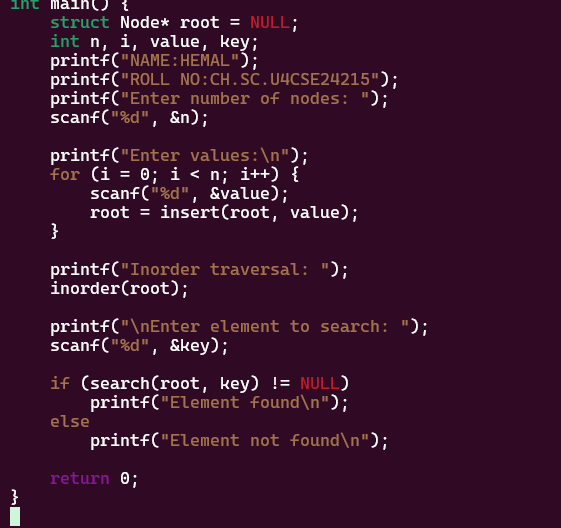 int main() {
    struct Node* root = NULL;
    int n, i, value, key;
    printf("NAME:HEMAL");
    printf("ROLL NO:CH.SC.U4CSE24215");
    printf("Enter number of nodes: ");
    scanf("%d", &n);

    printf("Enter values:\n");
    for (i = 0; i < n; i++) {
        scanf("%d", &value);
        root = insert(root, value);
    }

    printf("Inorder traversal: ");
    inorder(root);

    printf("\nEnter element to search: ");
    scanf("%d", &key);

    if (search(root, key) != NULL)
        printf("Element found\n");
    else
        printf("Element not found\n");

    return 0;
}